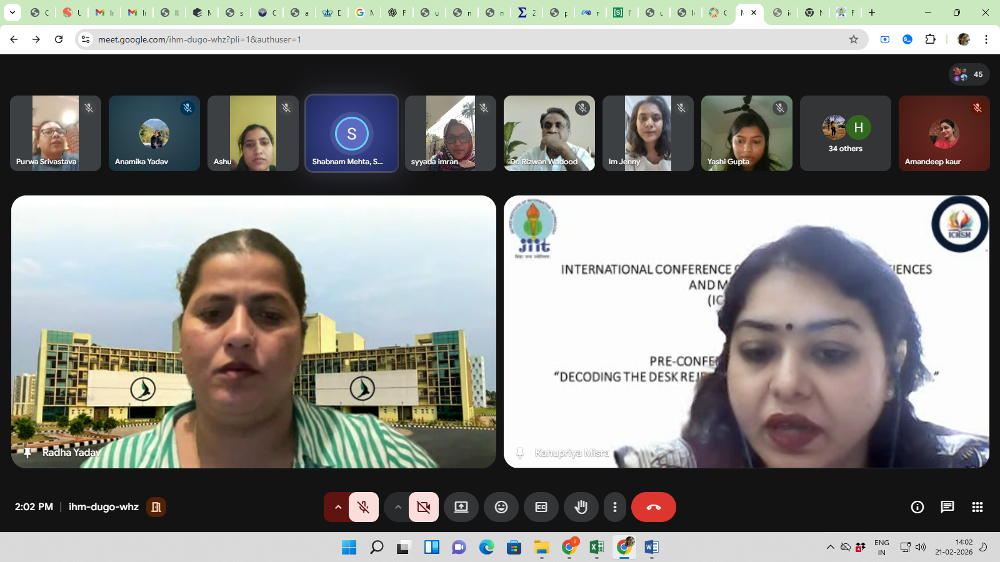 meet.google.com/ihm-dugo-whz?pli=1&authuser=1
45
Purwa Srivastava
Anamika Yadav
Ashu
S
Shabnam Mehta, S...
syyada imran
Dr. Rizwan Wadood
Im Jenny
Yashi Gupta
H
34 others
Amandeep kaur
jiit
ICHSM
INTERNATIONAL CONFERENCE
AND M
(IC
PRE-CONFE
"DECODING THE DESK REJE
Radha Yadav
Kanupriya Misra
2:02 PM | ihm-dugo-whz
ENG
IN
14:02
21-02-2026